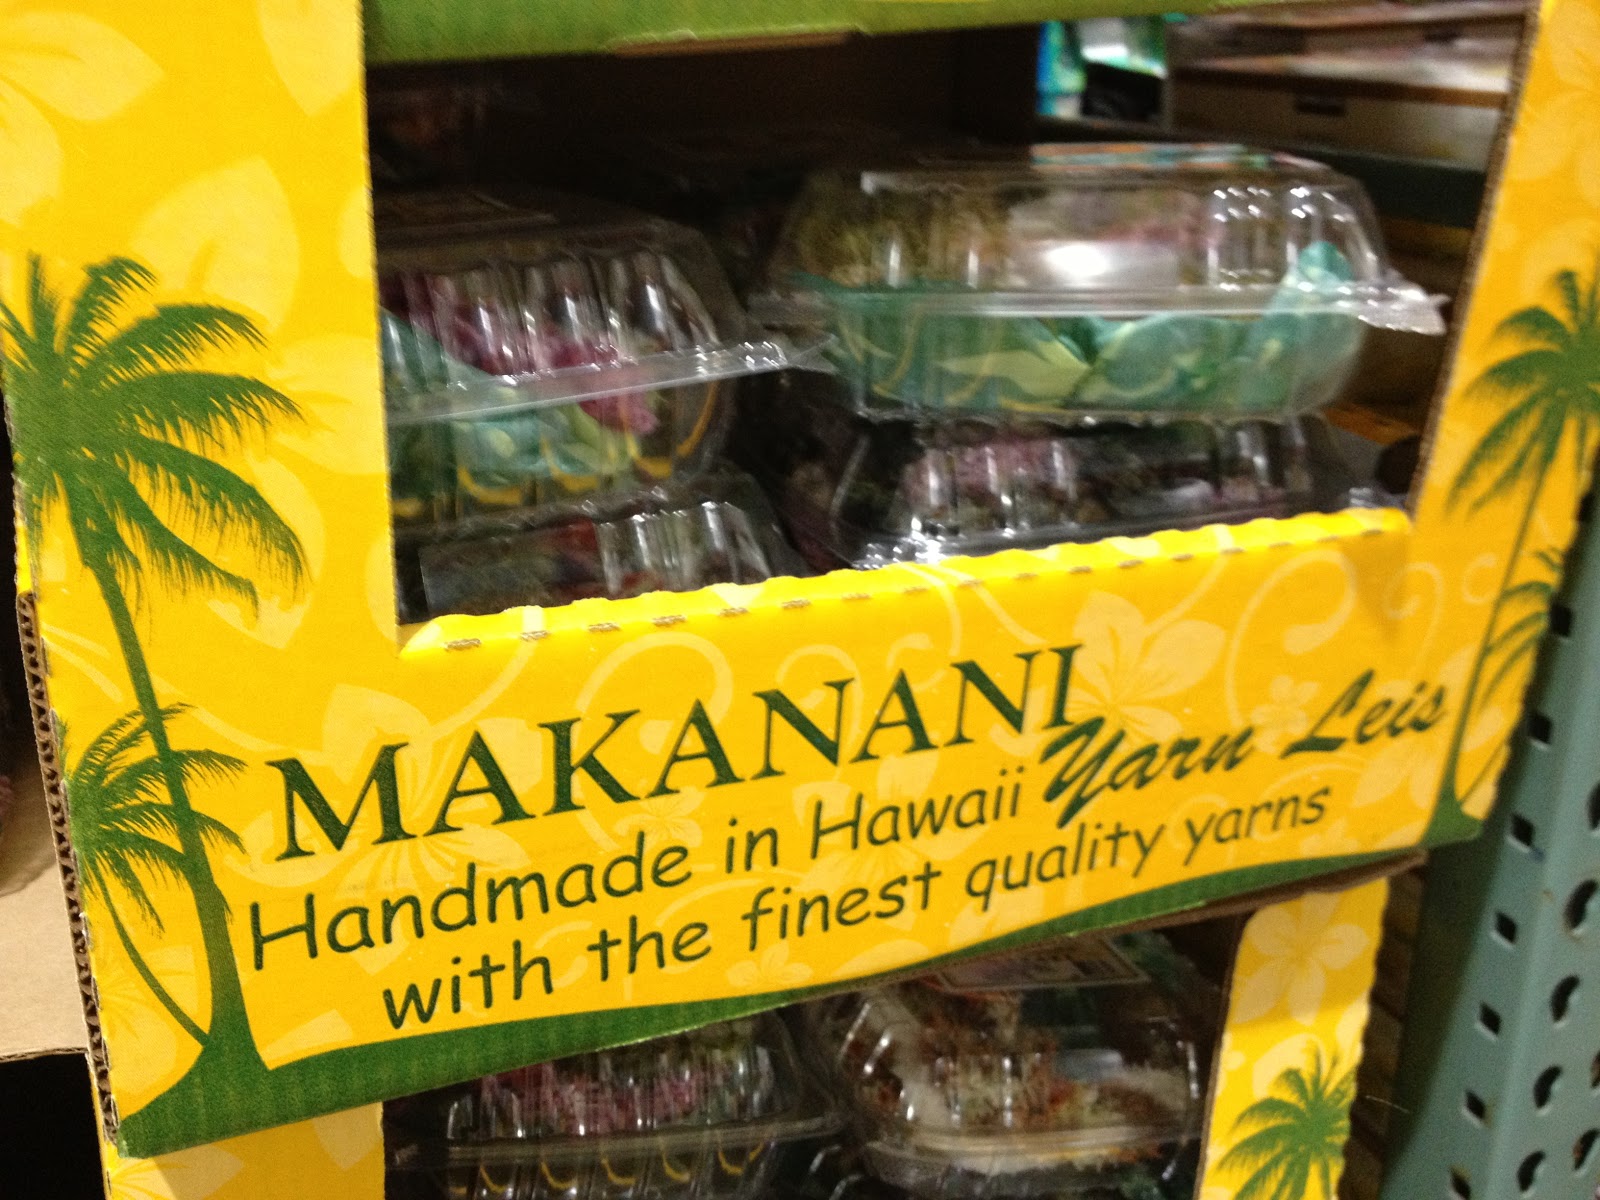 MAKANANI
Yarn Leis
Handmade in Hawaii
with the finest quality yarns